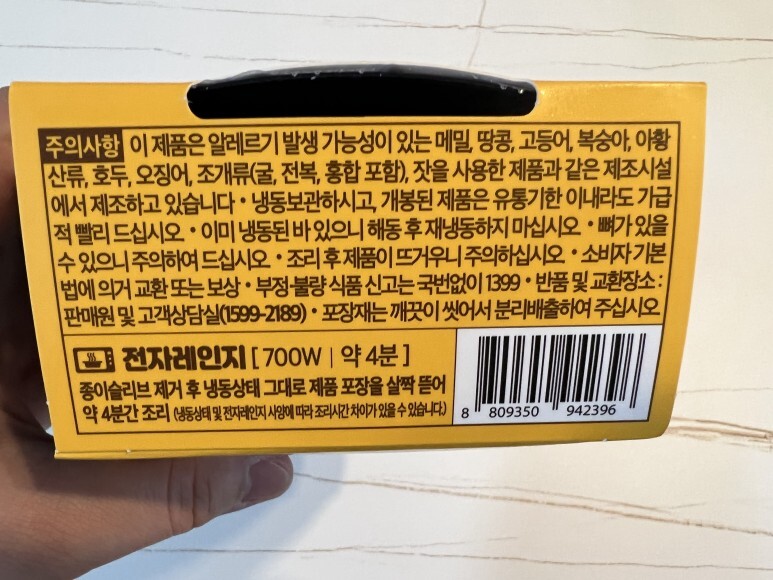 주의사항 이 제품은 알레르기 발생 가능성이 있는 메밀, 땅콩, 고등어, 복숭아, 아황
산류, 호두, 오징어, 조개류(굴, 전복, 홍합 포함), 잣을 사용한 제품과 같은 제조시설
에서 제조하고 있습니다 • 냉동보관하시고, 개봉된 제품은 유통기한 이내라도 가급
적 빨리 드십시오 • 이미 냉동된 바 있으니 해동 후 재냉동하지 마십시오 • 뼈가 있을
수 있으니 주의하여 드십시오 • 조리 후 제품이 뜨거우니 주의하십시오 • 소비자 기본
법에 의거 교환 또는 보상 • 부정·불량 식품 신고는 국번없이 1399 • 반품 및 교환장소 :
판매원 및 고객상담실(1599-2189) • 포장재는 깨끗이 씻어서 분리배출하여 주십시오
전자레인지 [ 700W | 약 4분 ]
종이슬리브 제거 후 냉동상태 그대로 제품 포장을 살짝 뜯어
약 4분간 조리 (냉동상태 및 전자레인지 사양에 따라 조리시간 차이가 있을 수 있습니다.)
8 809350 942396